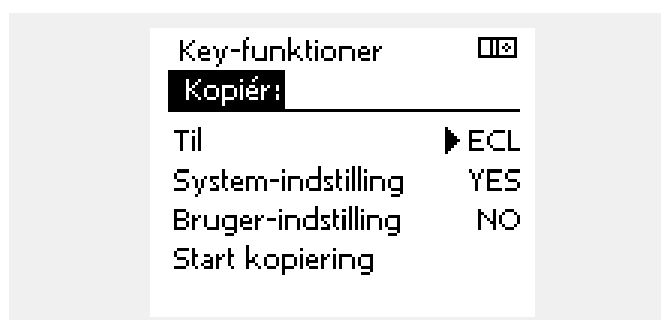 Key-funktioner
Kopiér:
Til ECL
System-indstilling YES
Bruger-indstilling NO
Start kopiering